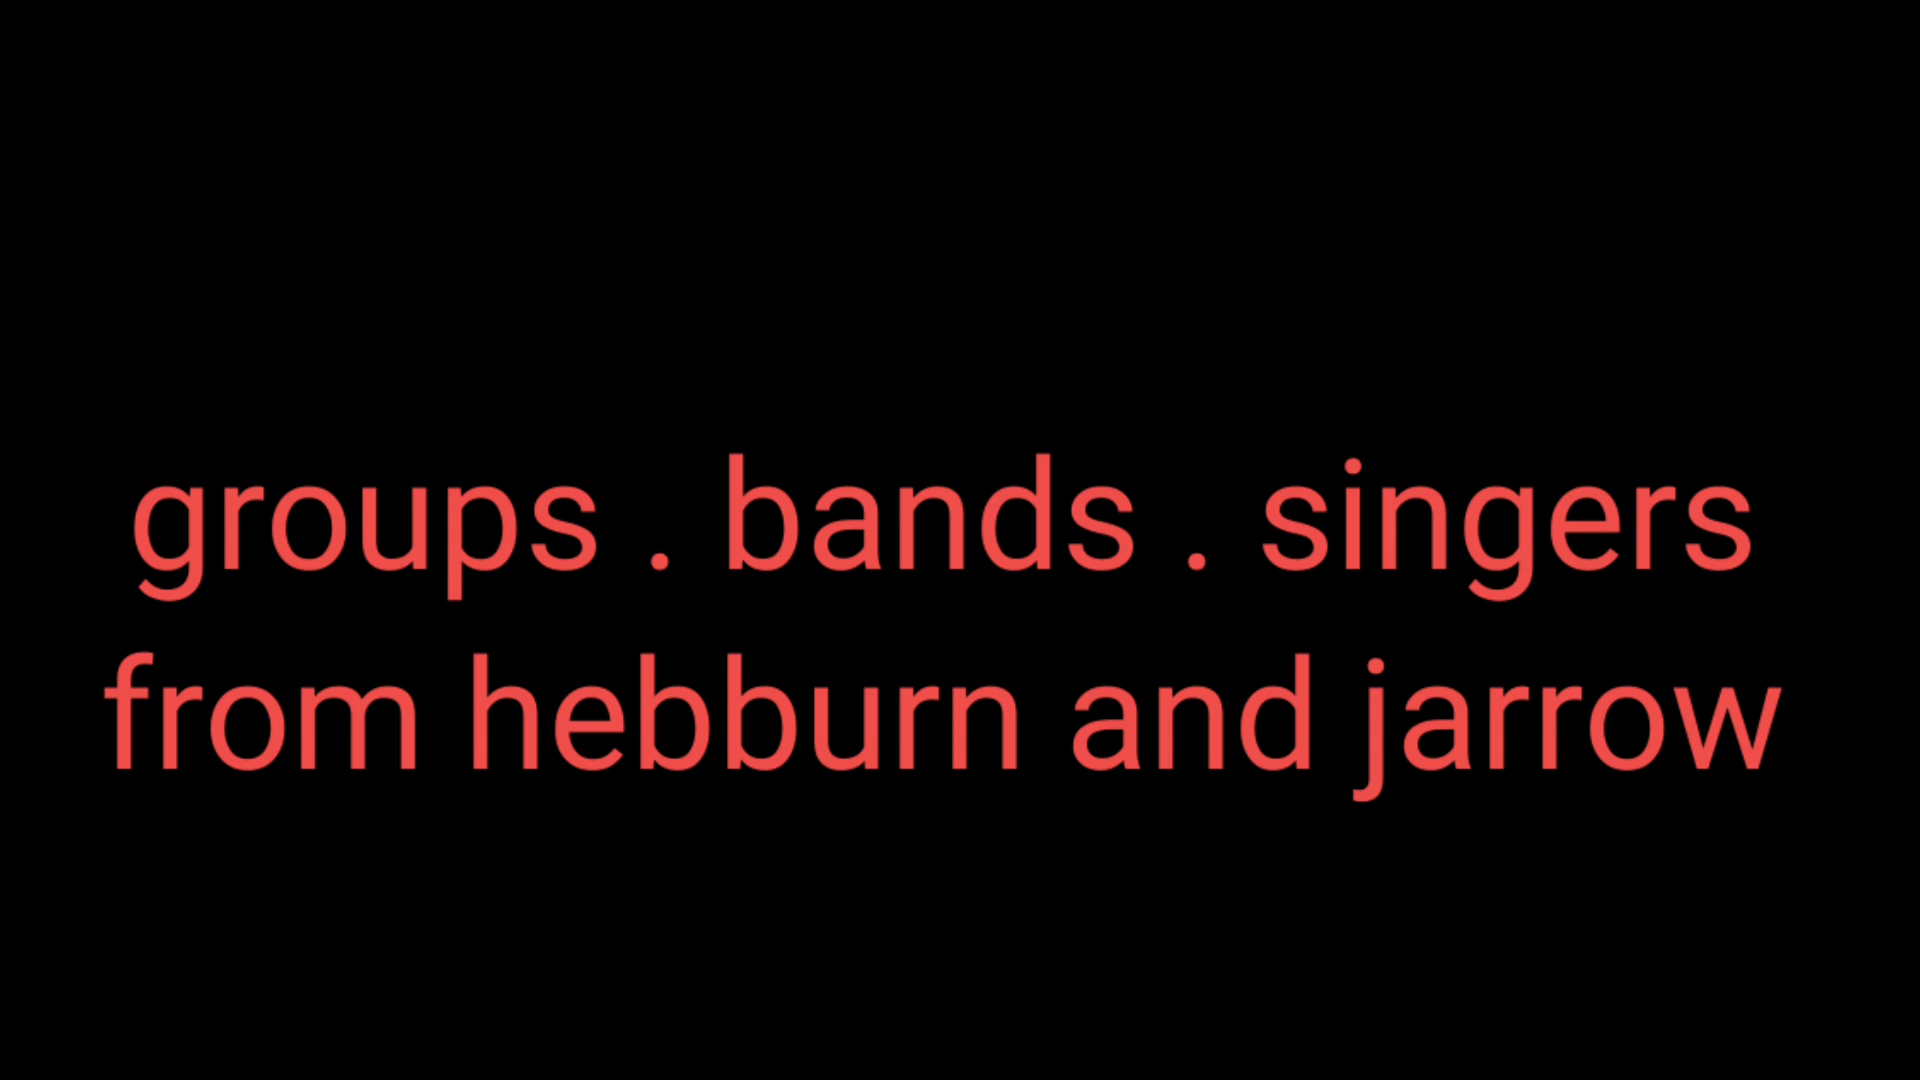 groups . bands . singers
from hebburn and jarrow